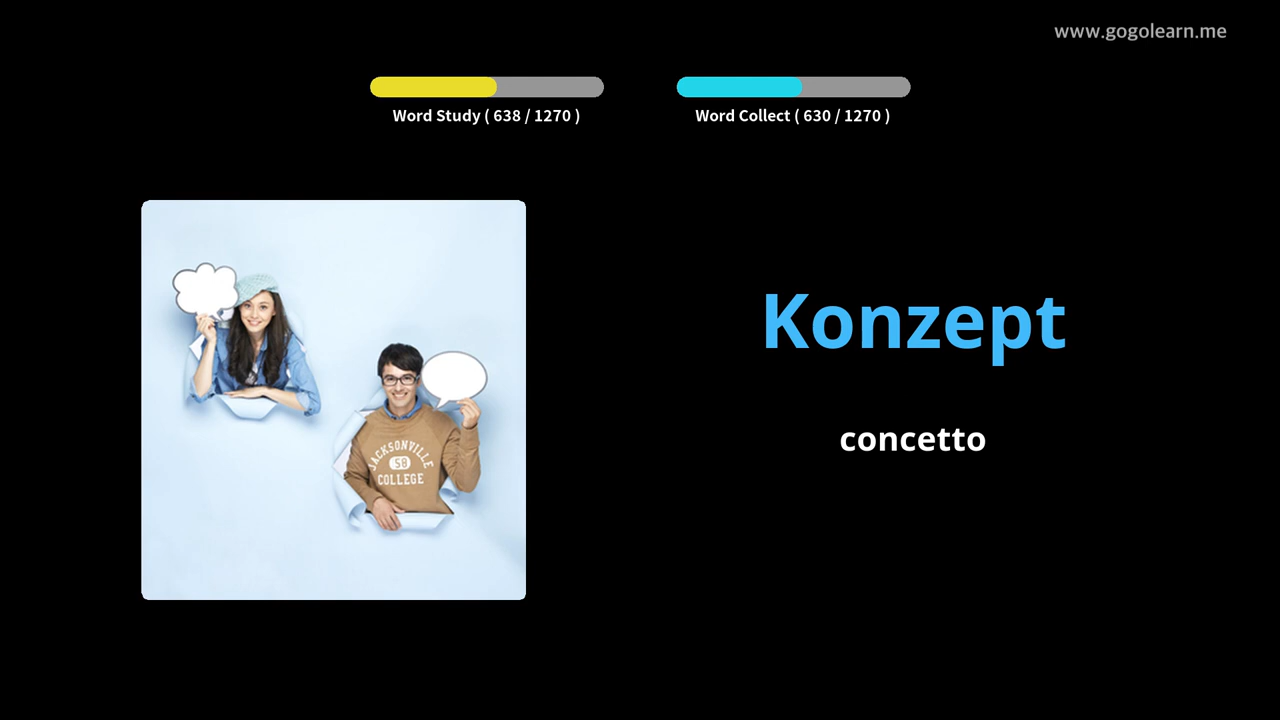 www.gogolearn.me
Word Study ( 638 / 1270 )
Word Collect ( 630 / 1270 )
Konzept
concetto
JACKSONVILLE
58
COLLEGE